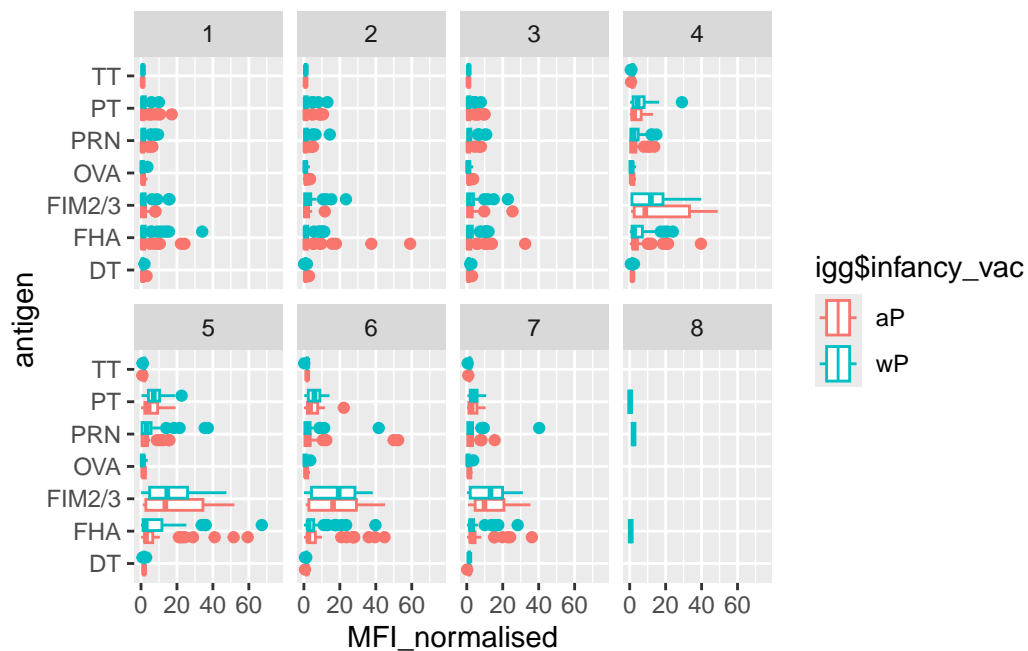 1 2 3 4
TT
PT
PRN
OVA
FIM2/3
FHA
DT
antigen
5 6 7 8
TT
PT
PRN
OVA
FIM2/3
FHA
DT
0 20 40 60 0 20 40 60 0 20 40 60 0 20 40 60
MFI_normalised
igg$infancy_vac
aP
wP